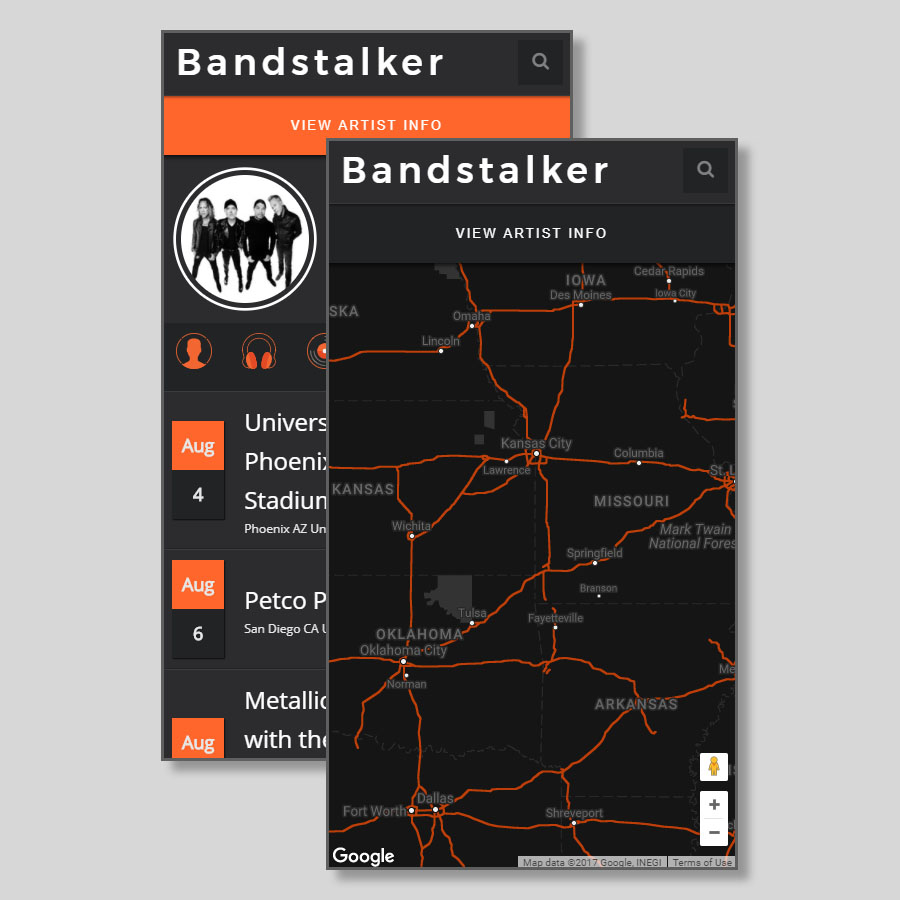 Bandstalker
VIEW ARTIST INFO
Aug
4
Univers
Phoenix
Stadium
Phoenix AZ Un
Aug
6
Petco P
San Diego CA U
Aug
Metallic
with the
Bandstalker
VIEW ARTIST INFO
Cedar Rapids
IOWA
Des Moines
Iowa City
SKA
Omaha
Lincoln
Kansas City
Columbia
Lawrence
St. L
KANSAS
MISSOURI
Wichita
Mark Twain
National Fores
Springfield
Branson
Tulsa
Fayetteville
OKLAHOMA
Oklahoma City
Me
Norman
ARKANSAS
Dallas
Fort Worth
Shreveport
Google
Map data ©2017 Google, INEGI
Terms of Use